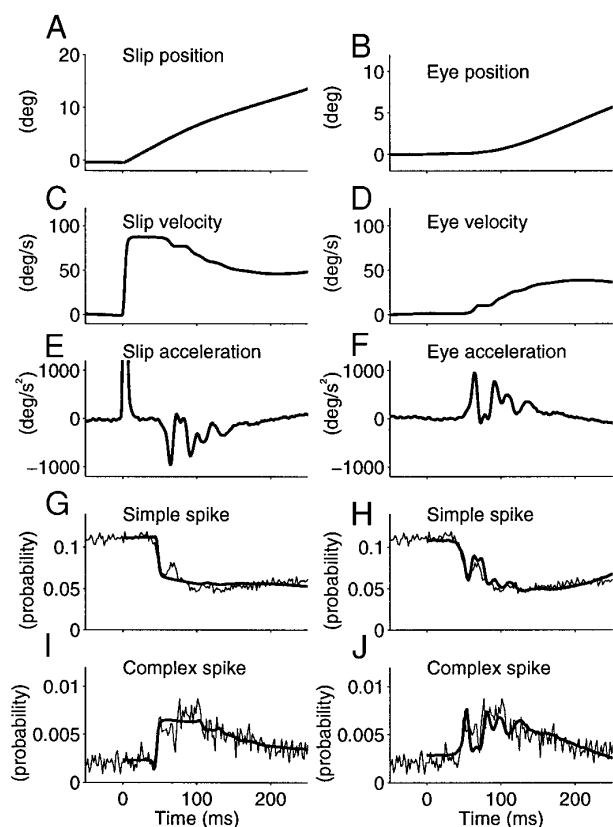 A
Slip position
(deg)
20
10
0
B
Eye position
(deg)
10
5
0
C
Slip velocity
(deg/s)
100
50
0
D
Eye velocity
(deg/s)
100
50
0
E
Slip acceleration
(deg/s²)
1000
0
−1000
F
Eye acceleration
(deg/s²)
1000
0
−1000
G
Simple spike
(probability)
0.1
0.05
0
H
Simple spike
(probability)
0.1
0.05
0
I
Complex spike
(probability)
0.01
0.005
0
0 100 200
Time (ms)
J
Complex spike
(probability)
0.01
0.005
0
0 100 200
Time (ms)